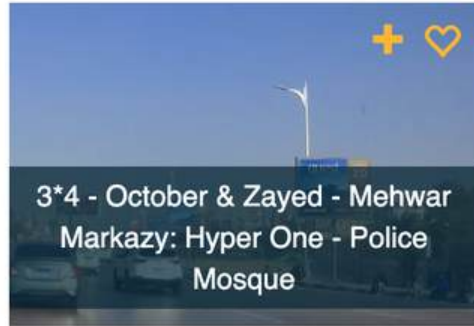 3*4 - October & Zayed - Mehwar
Markazy: Hyper One - Police
Mosque